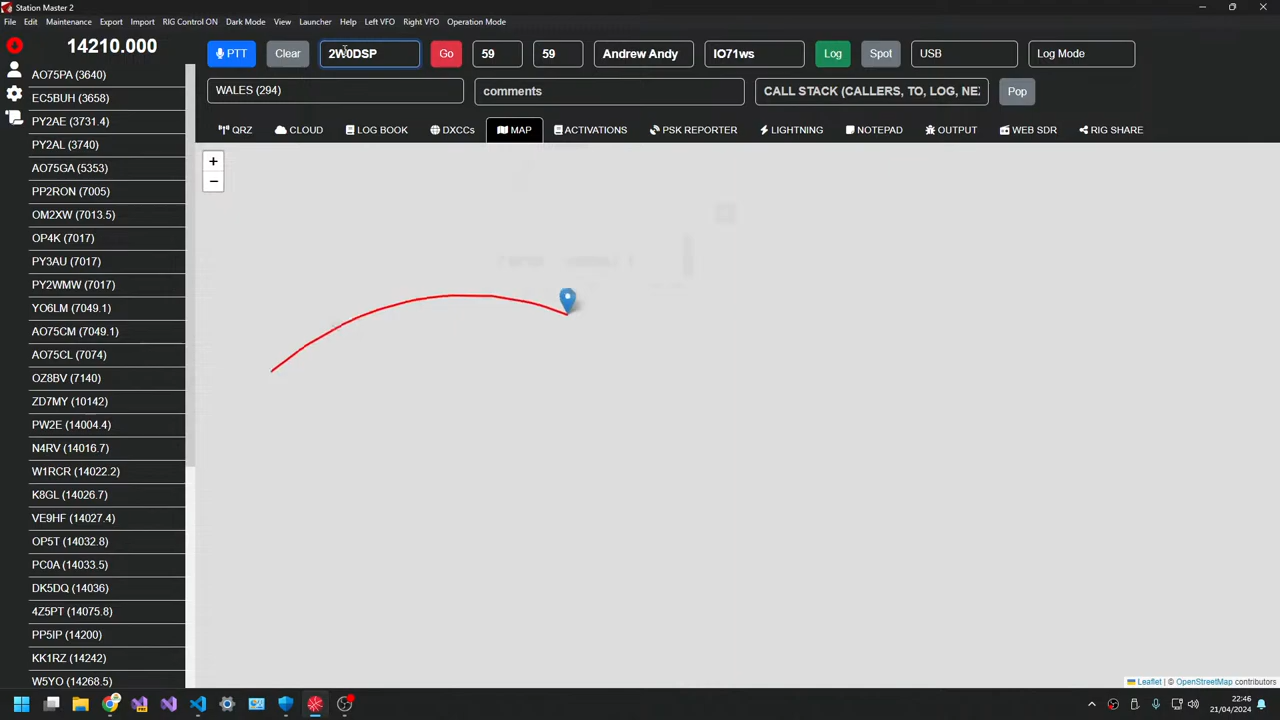 Station Master 2
File Edit Maintenance Export Import RIG Control ON Dark Mode View Launcher Help Left VFO Right VFO Operation Mode
14210.000
PTT Clear 2W0DSP Go 59 59 Andrew Andy IO71ws Log Spot USB Log Mode
WALES (294) comments CALL STACK (CALLERS, TO, LOG, NEX Pop
QRZ CLOUD LOG BOOK DXCCs MAP ACTIVATIONS PSK REPORTER LIGHTNING NOTEPAD OUTPUT WEB SDR RIG SHARE
AO75PA (3640)
EC5BUH (3658)
PY2AE (3731.4)
PY2AL (3740)
AO75GA (5353)
PP2RON (7005)
OM2XW (7013.5)
OP4K (7017)
PY3AU (7017)
PY2WMW (7017)
YO6LM (7049.1)
AO75CM (7049.1)
AO75CL (7074)
OZ8BV (7140)
ZD7MY (10142)
PW2E (14004.4)
N4RV (14016.7)
W1RCR (14022.2)
K8GL (14026.7)
VE9HF (14027.4)
OP5T (14032.8)
PC0A (14033.5)
DK5DQ (14036)
4Z5PT (14075.8)
PP5IP (14200)
KK1RZ (14242)
W5YO (14268.5)
+
−
Leaflet | © OpenStreetMap contributors
22:46
21/04/2024